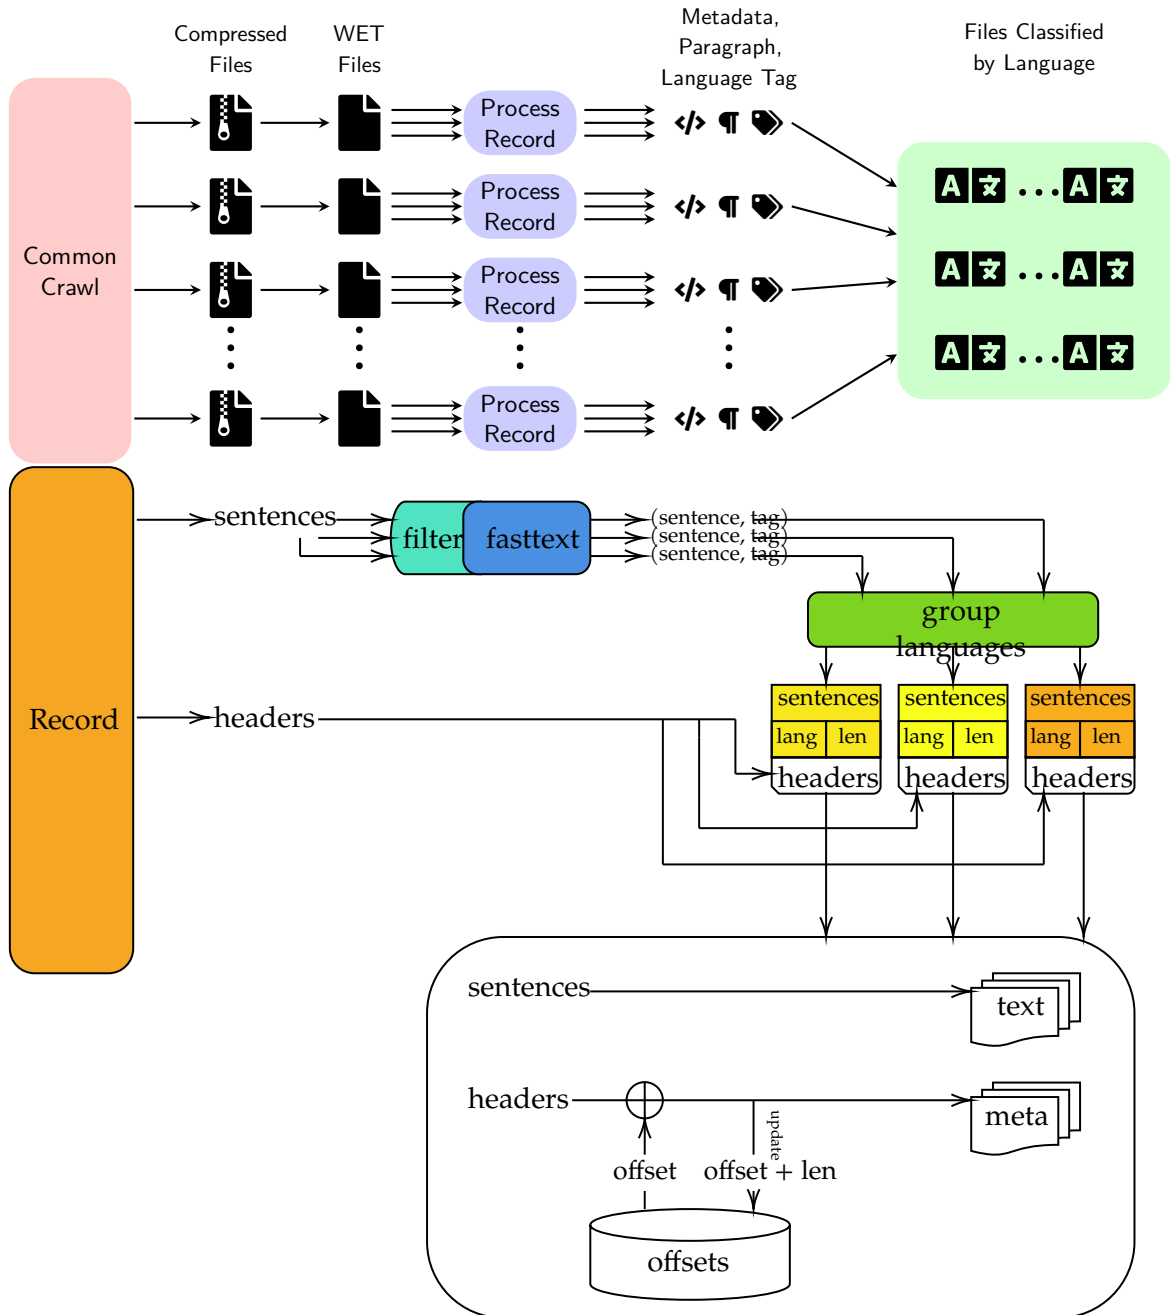 Compressed
Files
WET
Files
Metadata,
Paragraph,
Language Tag
Files Classified
by Language
Common
Crawl
Process
Record
Process
Record
Process
Record
Process
Record
Record
sentences
filter
fasttext
(sentence, tag)
(sentence, tag)
(sentence, tag)
group
languages
headers
sentences
lang
len
headers
sentences
lang
len
headers
sentences
lang
len
headers
sentences
text
headers
meta
update
offset
offset + len
offsets